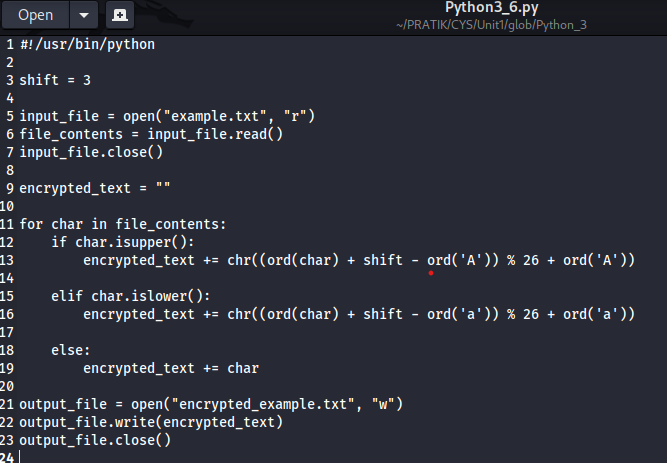 Open
Python3_6.py
~/PRATIK/CYS/Unit1/glob/Python_3
1 #!/usr/bin/python
2
3 shift = 3
4
5 input_file = open("example.txt", "r")
6 file_contents = input_file.read()
7 input_file.close()
8
9 encrypted_text = ""
10
11 for char in file_contents:
12     if char.isupper():
13         encrypted_text += chr((ord(char) + shift - ord('A')) % 26 + ord('A'))
14
15     elif char.islower():
16         encrypted_text += chr((ord(char) + shift - ord('a')) % 26 + ord('a'))
17
18     else:
19         encrypted_text += char
20
21 output_file = open("encrypted_example.txt", "w")
22 output_file.write(encrypted_text)
23 output_file.close()
24